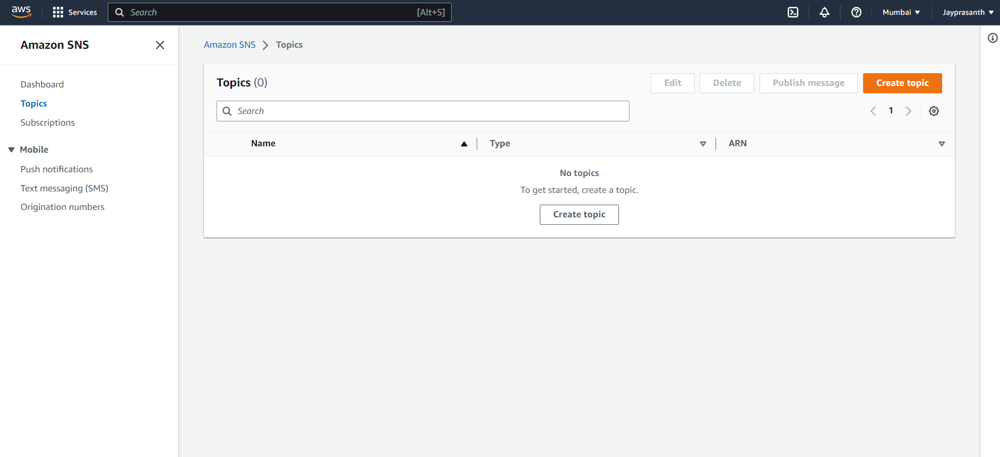 aws Services Search [Alt+S] Mumbai Jayprasanth
Amazon SNS
Dashboard
Topics
Subscriptions
Mobile
Push notifications
Text messaging (SMS)
Origination numbers
Amazon SNS Topics
Topics (0) Edit Delete Publish message Create topic
Search 1
Name Type ARN
No topics
To get started, create a topic.
Create topic